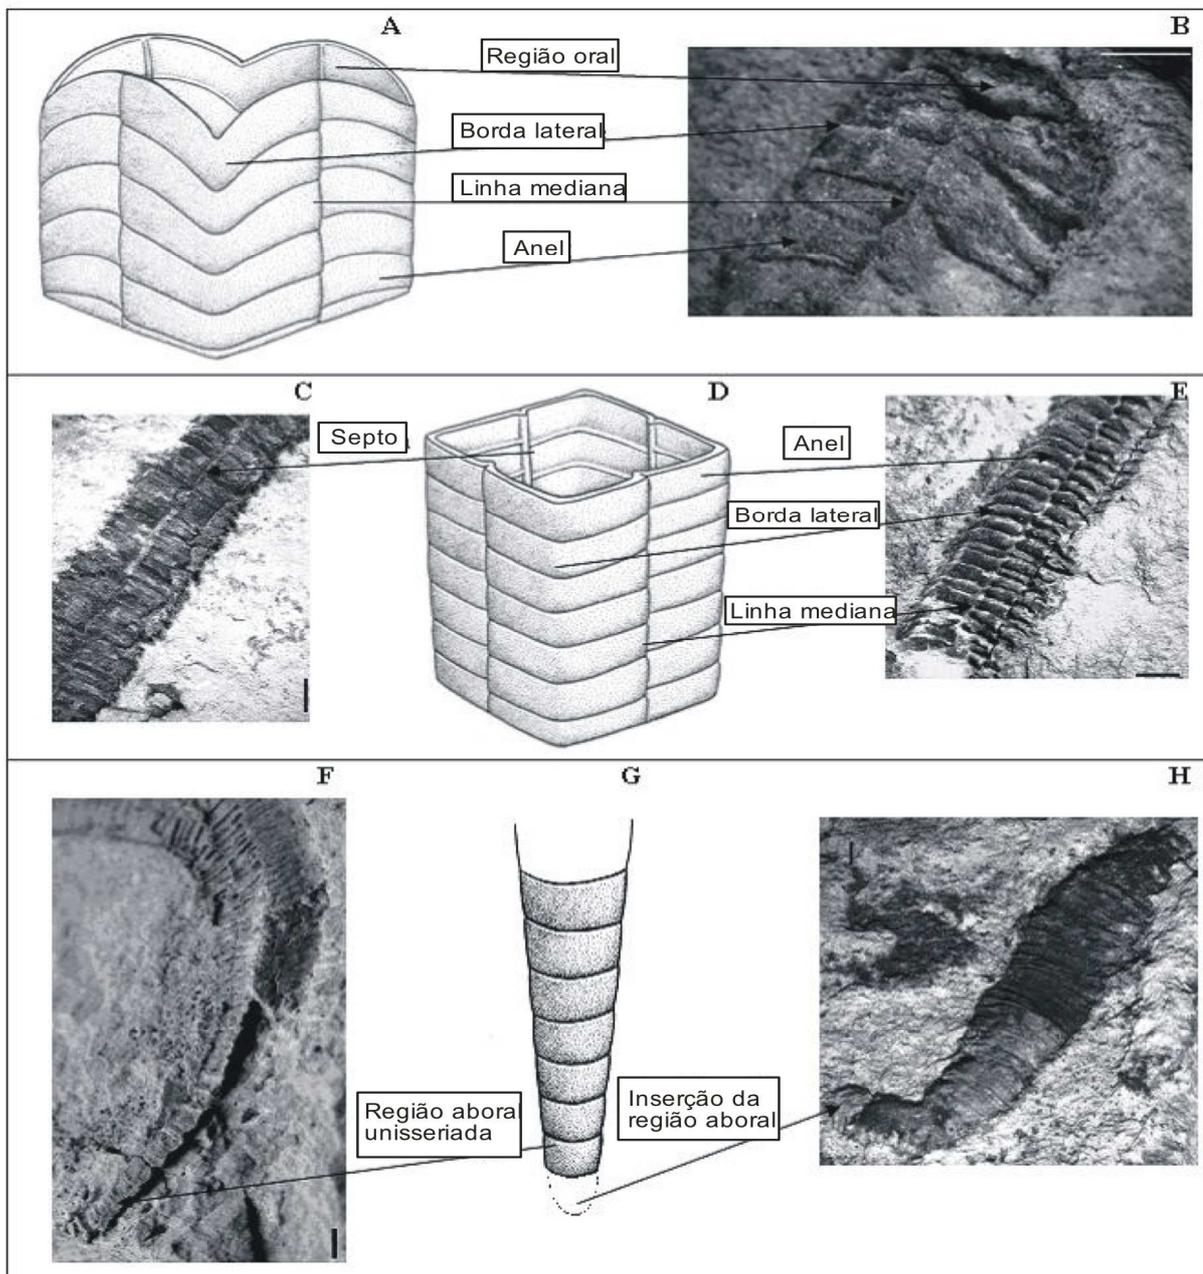 A
B
Região oral
Borda lateral
Linha mediana
Anel
C
D
E
Septo
Anel
Borda lateral
Linha mediana
F
G
H
Região aboral
unisseriada
Inserção da
região aboral